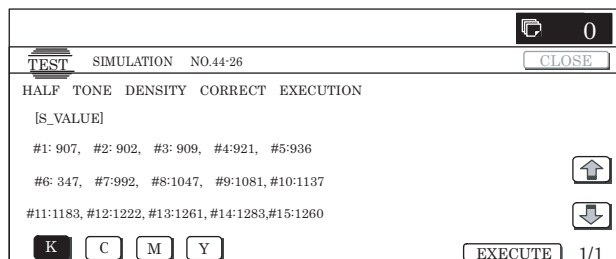 0
TEST SIMULATION NO.44-26 CLOSE
HALF TONE DENSITY CORRECT EXECUTION
[S_VALUE]
#1: 907, #2: 902, #3: 909, #4:921, #5:936
#6: 347, #7:992, #8:1047, #9:1081, #10:1137
#11:1183, #12:1222, #13:1261, #14:1283,#15:1260
K C M Y EXECUTE 1/1